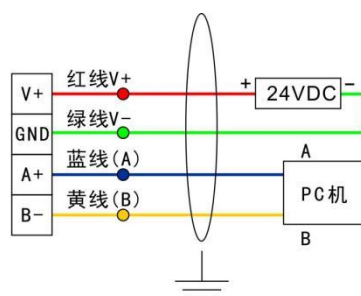 V+
红线V+
+
24VDC
-
GND
绿线V-
A+
蓝线(A)
A
PC机
B-
黄线(B)
B